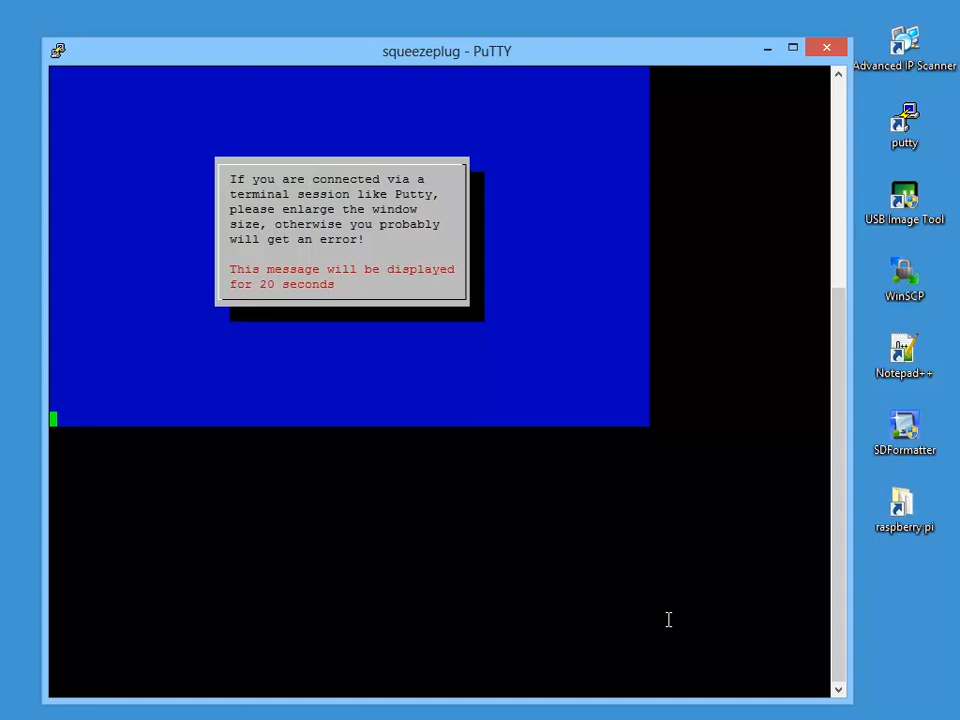 squeezeplug - PuTTY
If you are connected via a
terminal session like Putty,
please enlarge the window
size, otherwise you probably
will get an error!
This message will be displayed
for 20 seconds
Advanced IP Scanner
putty
USB Image Tool
WinSCP
Notepad++
SDFormatter
raspberry pi